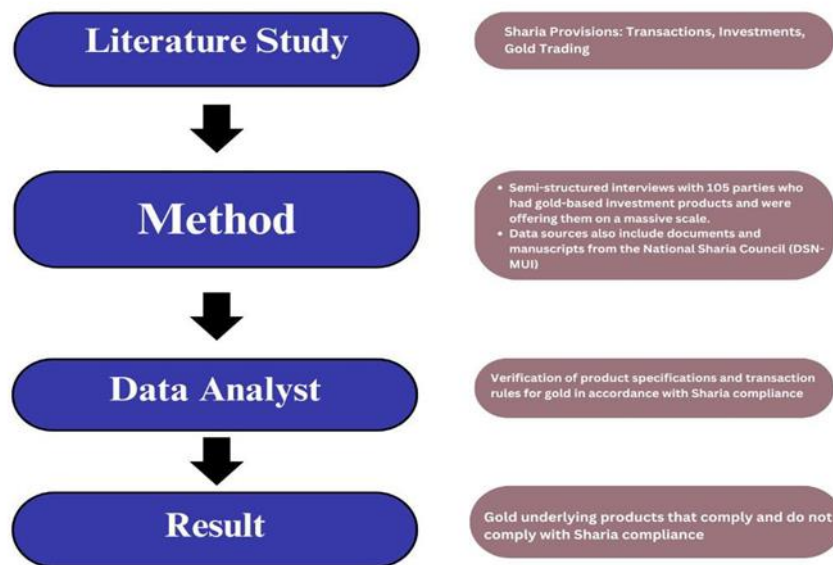 Literature Study
Sharia Provisions: Transactions, Investments,
Gold Trading
Method
• Semi-structured interviews with 105 parties who
had gold-based investment products and were
offering them on a massive scale.
• Data sources also include documents and
manuscripts from the National Sharia Council (DSN-
MUI)
Data Analyst
Verification of product specifications and transaction
rules for gold in accordance with Sharia compliance
Result
Gold underlying products that comply and do not
comply with Sharia compliance